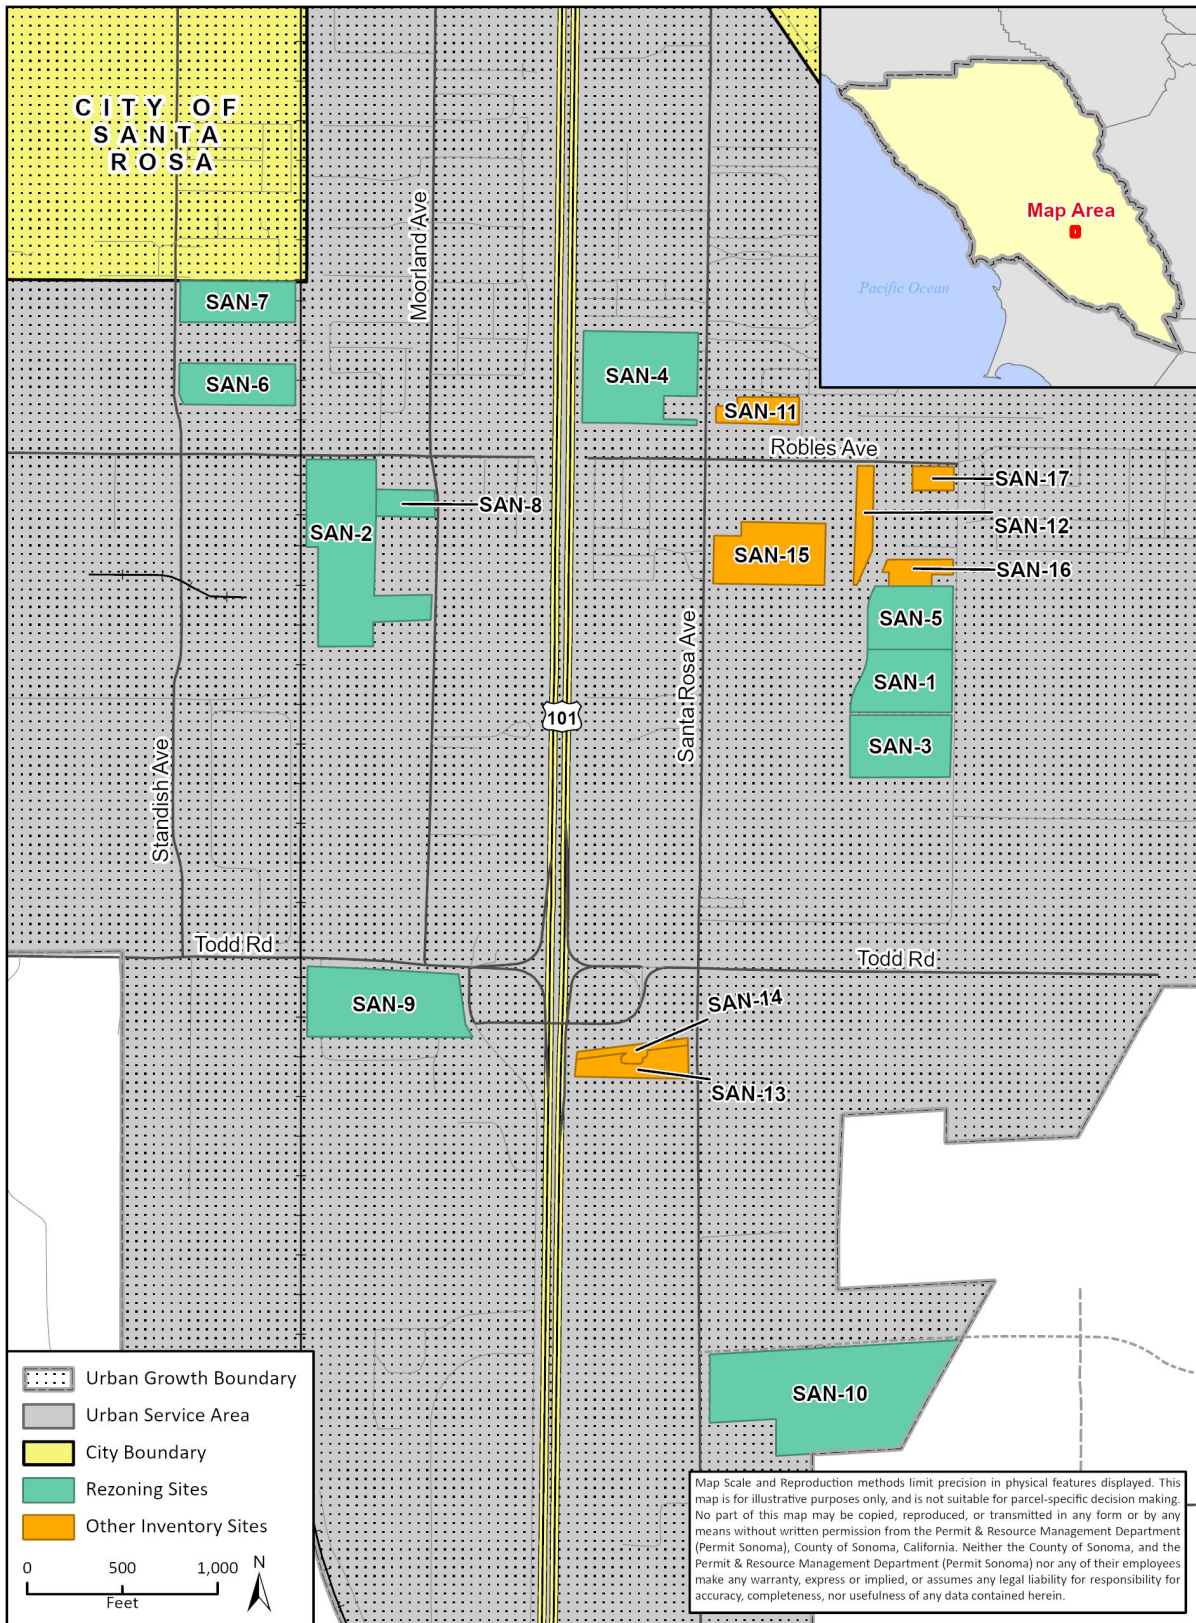 CITY OF
SANTA
ROSA
Map Area
Pacific Ocean
Moorland Ave
SAN-7
SAN-6
SAN-4
SAN-11
Robles Ave
SAN-17
SAN-8
SAN-12
SAN-2
SAN-15
SAN-16
SAN-5
Santa Rosa Ave
SAN-1
101
SAN-3
Standish Ave
Todd Rd
Todd Rd
SAN-9
SAN-14
SAN-13
SAN-10
Urban Growth Boundary
Urban Service Area
City Boundary
Rezoning Sites
Other Inventory Sites
0 500 1,000
Feet
N
Map Scale and Reproduction methods limit precision in physical features displayed. This
map is for illustrative purposes only, and is not suitable for parcel-specific decision making.
No part of this map may be copied, reproduced, or transmitted in any form or by any
means without written permission from the Permit & Resource Management Department
(Permit Sonoma), County of Sonoma, California. Neither the County of Sonoma, and the
Permit & Resource Management Department (Permit Sonoma) nor any of their employees
make any warranty, express or implied, or assumes any legal liability for responsibility for
accuracy, completeness, nor usefulness of any data contained herein.